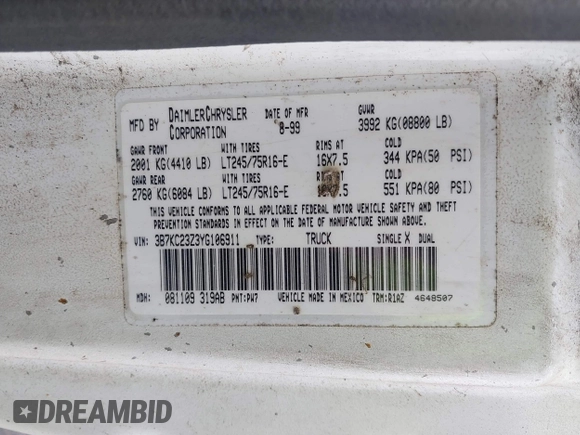 MFD BY DAIMLERCHRYSLER CORPORATION DATE OF MFR 8-99 GVWR 3992 KG(08800 LB)
GAWR FRONT WITH TIRES RIMS AT COLD
2001 KG(4410 LB) LT245/75R16-E 16X7.5 344 KPA(50 PSI)
GAWR REAR WITH TIRES RIMS AT COLD
2760 KG(6084 LB) LT245/75R16-E 551 KPA(80 PSI)
THIS VEHICLE CONFORMS TO ALL APPLICABLE FEDERAL MOTOR VEHICLE SAFETY AND THEFT
PREVENTION STANDARDS IN EFFECT ON THE DATE OF MANUFACTURE SHOWN ABOVE.
VIN: 3B7KC23Z3YG106911 TYPE: TRUCK SINGLE X DUAL
MDH: 081109 319AB PNT:PW7 VEHICLE MADE IN MEXICO TRM:R1AZ 4648507
DREAMBID